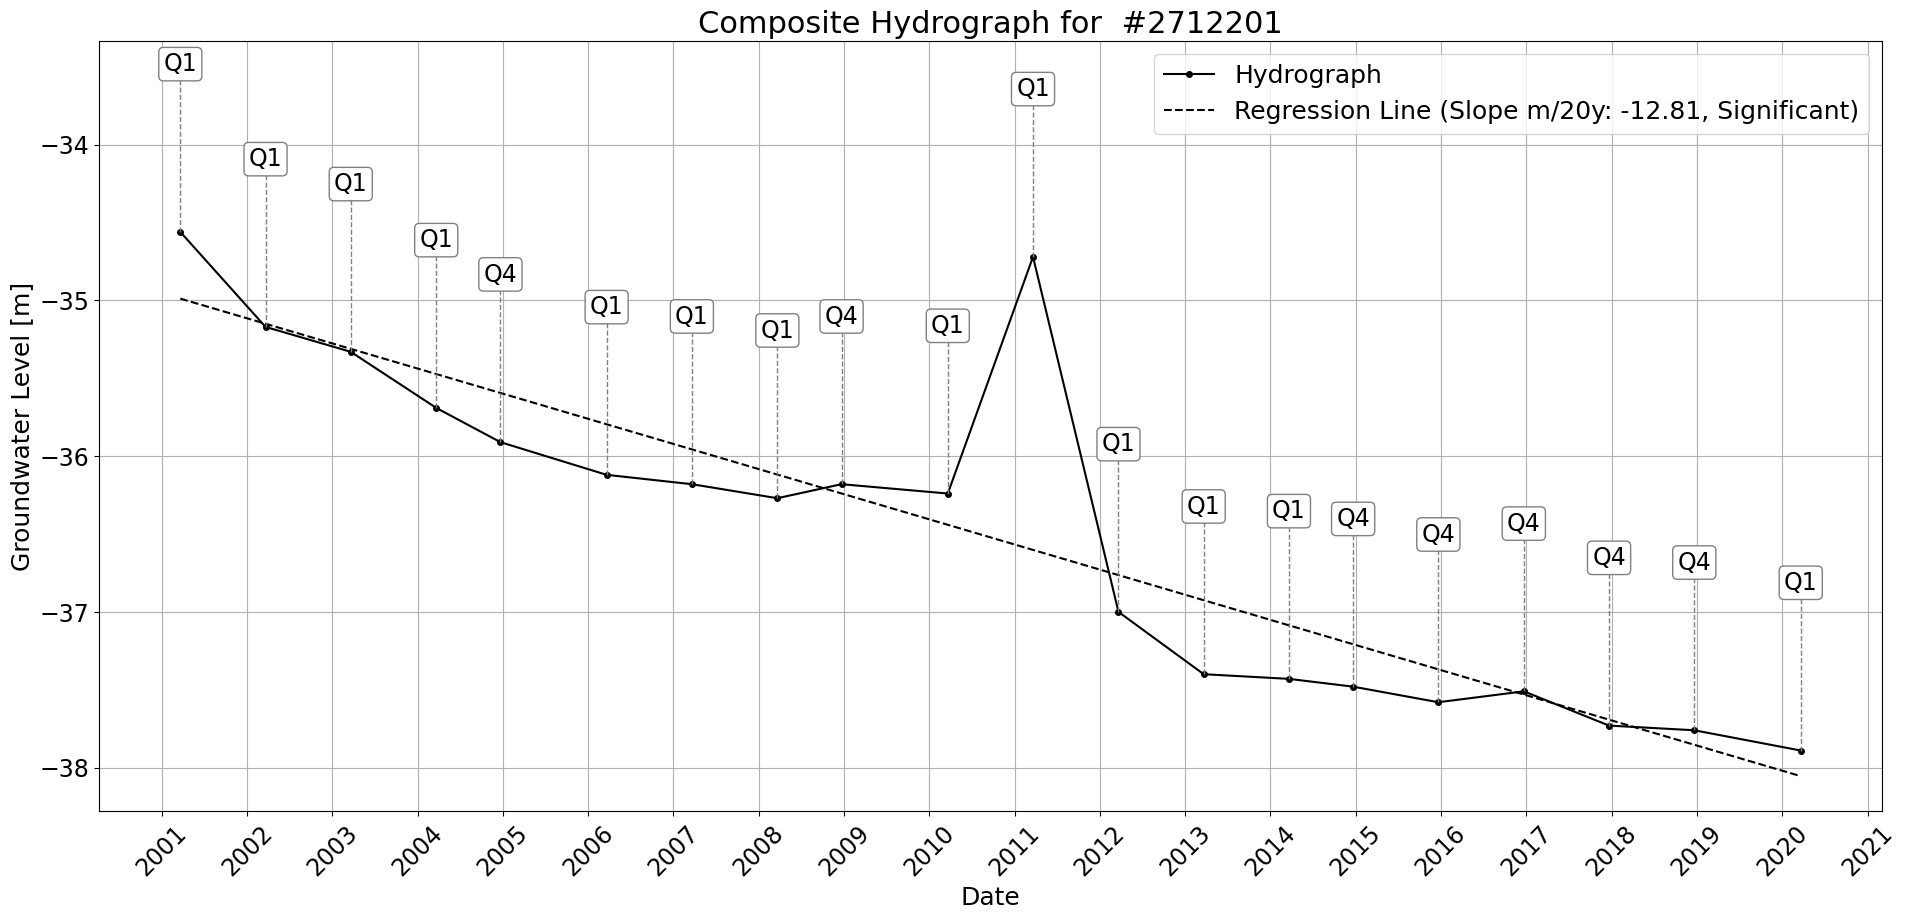 Composite Hydrograph for #2712201
Hydrograph
Regression Line (Slope m/20y: -12.81, Significant)
Q1
Q1
Q1
Q1
Q4
Q1
Q1
Q1
Q4
Q1
Q1
Q1
Q1
Q1
Q4
Q4
Q4
Q4
Q4
Q1
Groundwater Level [m]
−34
−35
−36
−37
−38
2001
2002
2003
2004
2005
2006
2007
2008
2009
2010
2011
2012
2013
2014
2015
2016
2017
2018
2019
2020
2021
Date